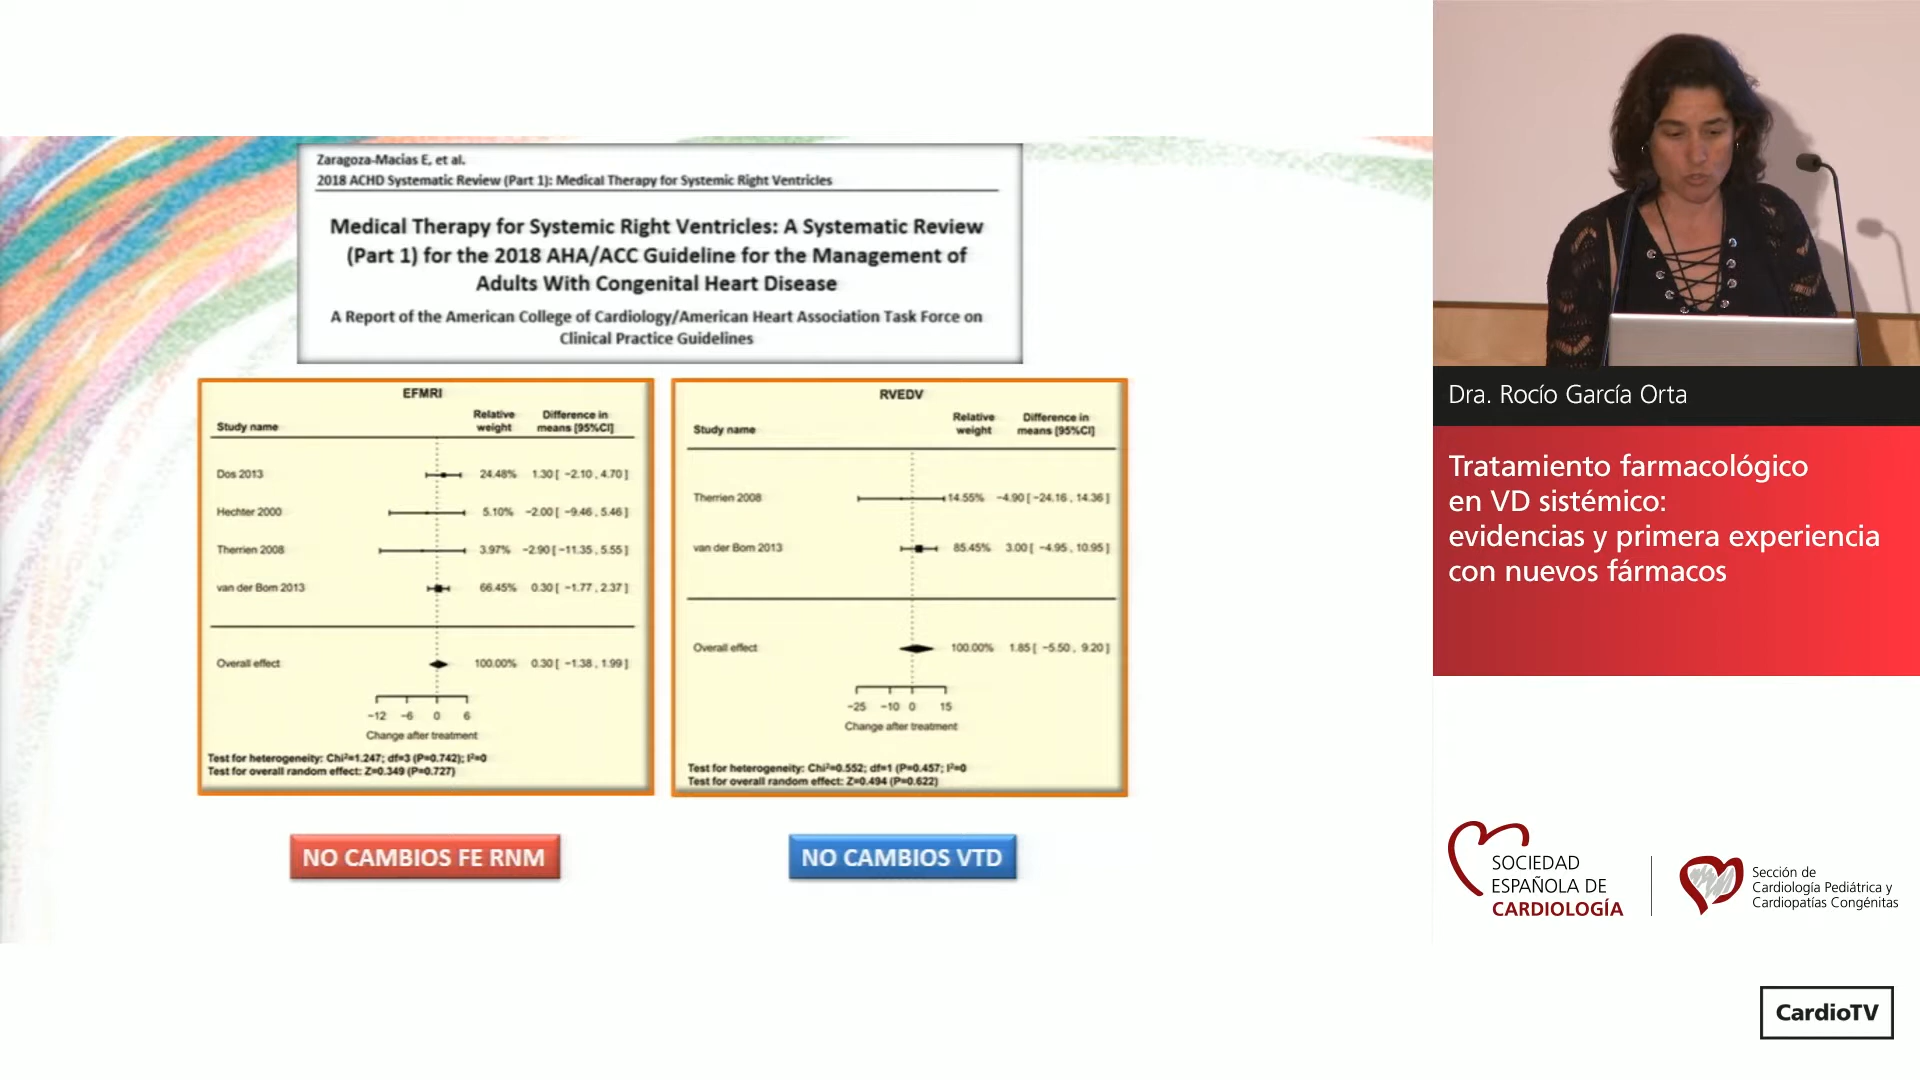 Zaragoza-Macias E, et al.
2018 ACHD Systematic Review (Part 1): Medical Therapy for Systemic Right Ventricles
Medical Therapy for Systemic Right Ventricles: A Systematic Review
(Part 1) for the 2018 AHA/ACC Guideline for the Management of
Adults With Congenital Heart Disease
A Report of the American College of Cardiology/American Heart Association Task Force on
Clinical Practice Guidelines
EFMRI
Study name Relative weight Difference in means [95%CI]
Dos 2013 24.48% 1.30 [ −2.10 , 4.70 ]
Hechter 2000 5.10% −2.00 [ −9.46 , 5.46 ]
Therrien 2008 3.97% −2.90 [ −11.35 , 5.55 ]
van der Bom 2013 66.45% 0.30 [ −1.77 , 2.37 ]
Overall effect 100.00% 0.30 [ −1.38 , 1.99 ]
−12 −6 0 6
Change after treatment
Test for heterogeneity: Chi²=1.247; df=3 (P=0.742); I²=0
Test for overall random effect: Z=0.349 (P=0.727)
RVEDV
Study name Relative weight Difference in means [95%CI]
Therrien 2008 14.55% −4.90 [ −24.16 , 14.36 ]
van der Bom 2013 85.45% 3.00 [ −4.95 , 10.95 ]
Overall effect 100.00% 1.85 [ −5.50 , 9.20 ]
−25 −10 0 15
Change after treatment
Test for heterogeneity: Chi²=0.552; df=1 (P=0.457); I²=0
Test for overall random effect: Z=0.494 (P=0.622)
NO CAMBIOS FE RNM
NO CAMBIOS VTD
Dra. Rocío García Orta
Tratamiento farmacológico
en VD sistémico:
evidencias y primera experiencia
con nuevos fármacos
SOCIEDAD
ESPAÑOLA DE
CARDIOLOGÍA
Sección de
Cardiología Pediátrica y
Cardiopatías Congénitas
CardioTV